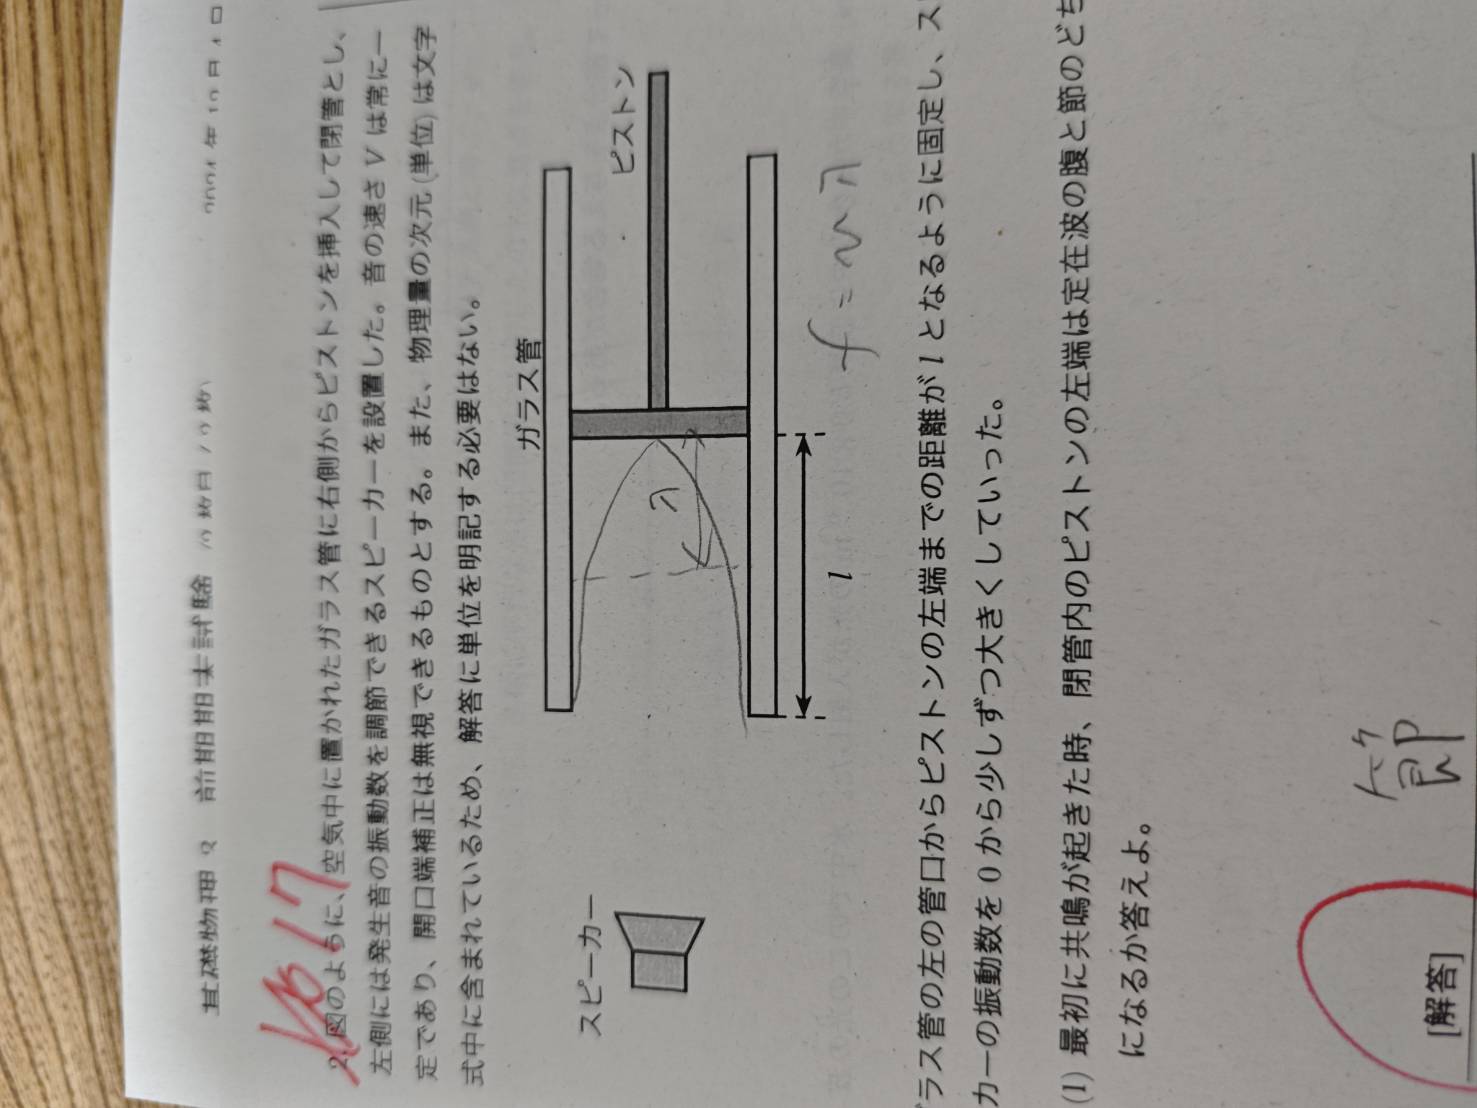 基礎物理3 前期期末試験 (2枚目/2枚) 2024年12月4日
17
2. 図のように、空気中に置かれたガラス管に右側からピストンを挿入して閉管とし、
左側には発生音の振動数を調節できるスピーカーを設置した。音の速さ V は常に一
定であり、開口端補正は無視できるものとする。また、物理量の次元(単位)は文字
式中に含まれているため、解答に単位を明記する必要はない。
ガラス管
スピーカー
ピストン
λ
l
f = vλ
ラス管の左の管口からピストンの左端までの距離が l となるように固定し、ス
カーの振動数を 0 から少しずつ大きくしていった。
(1) 最初に共鳴が起きた時、閉管内のピストンの左端は定在波の腹と節のどち
になるか答えよ。
節
[解答]